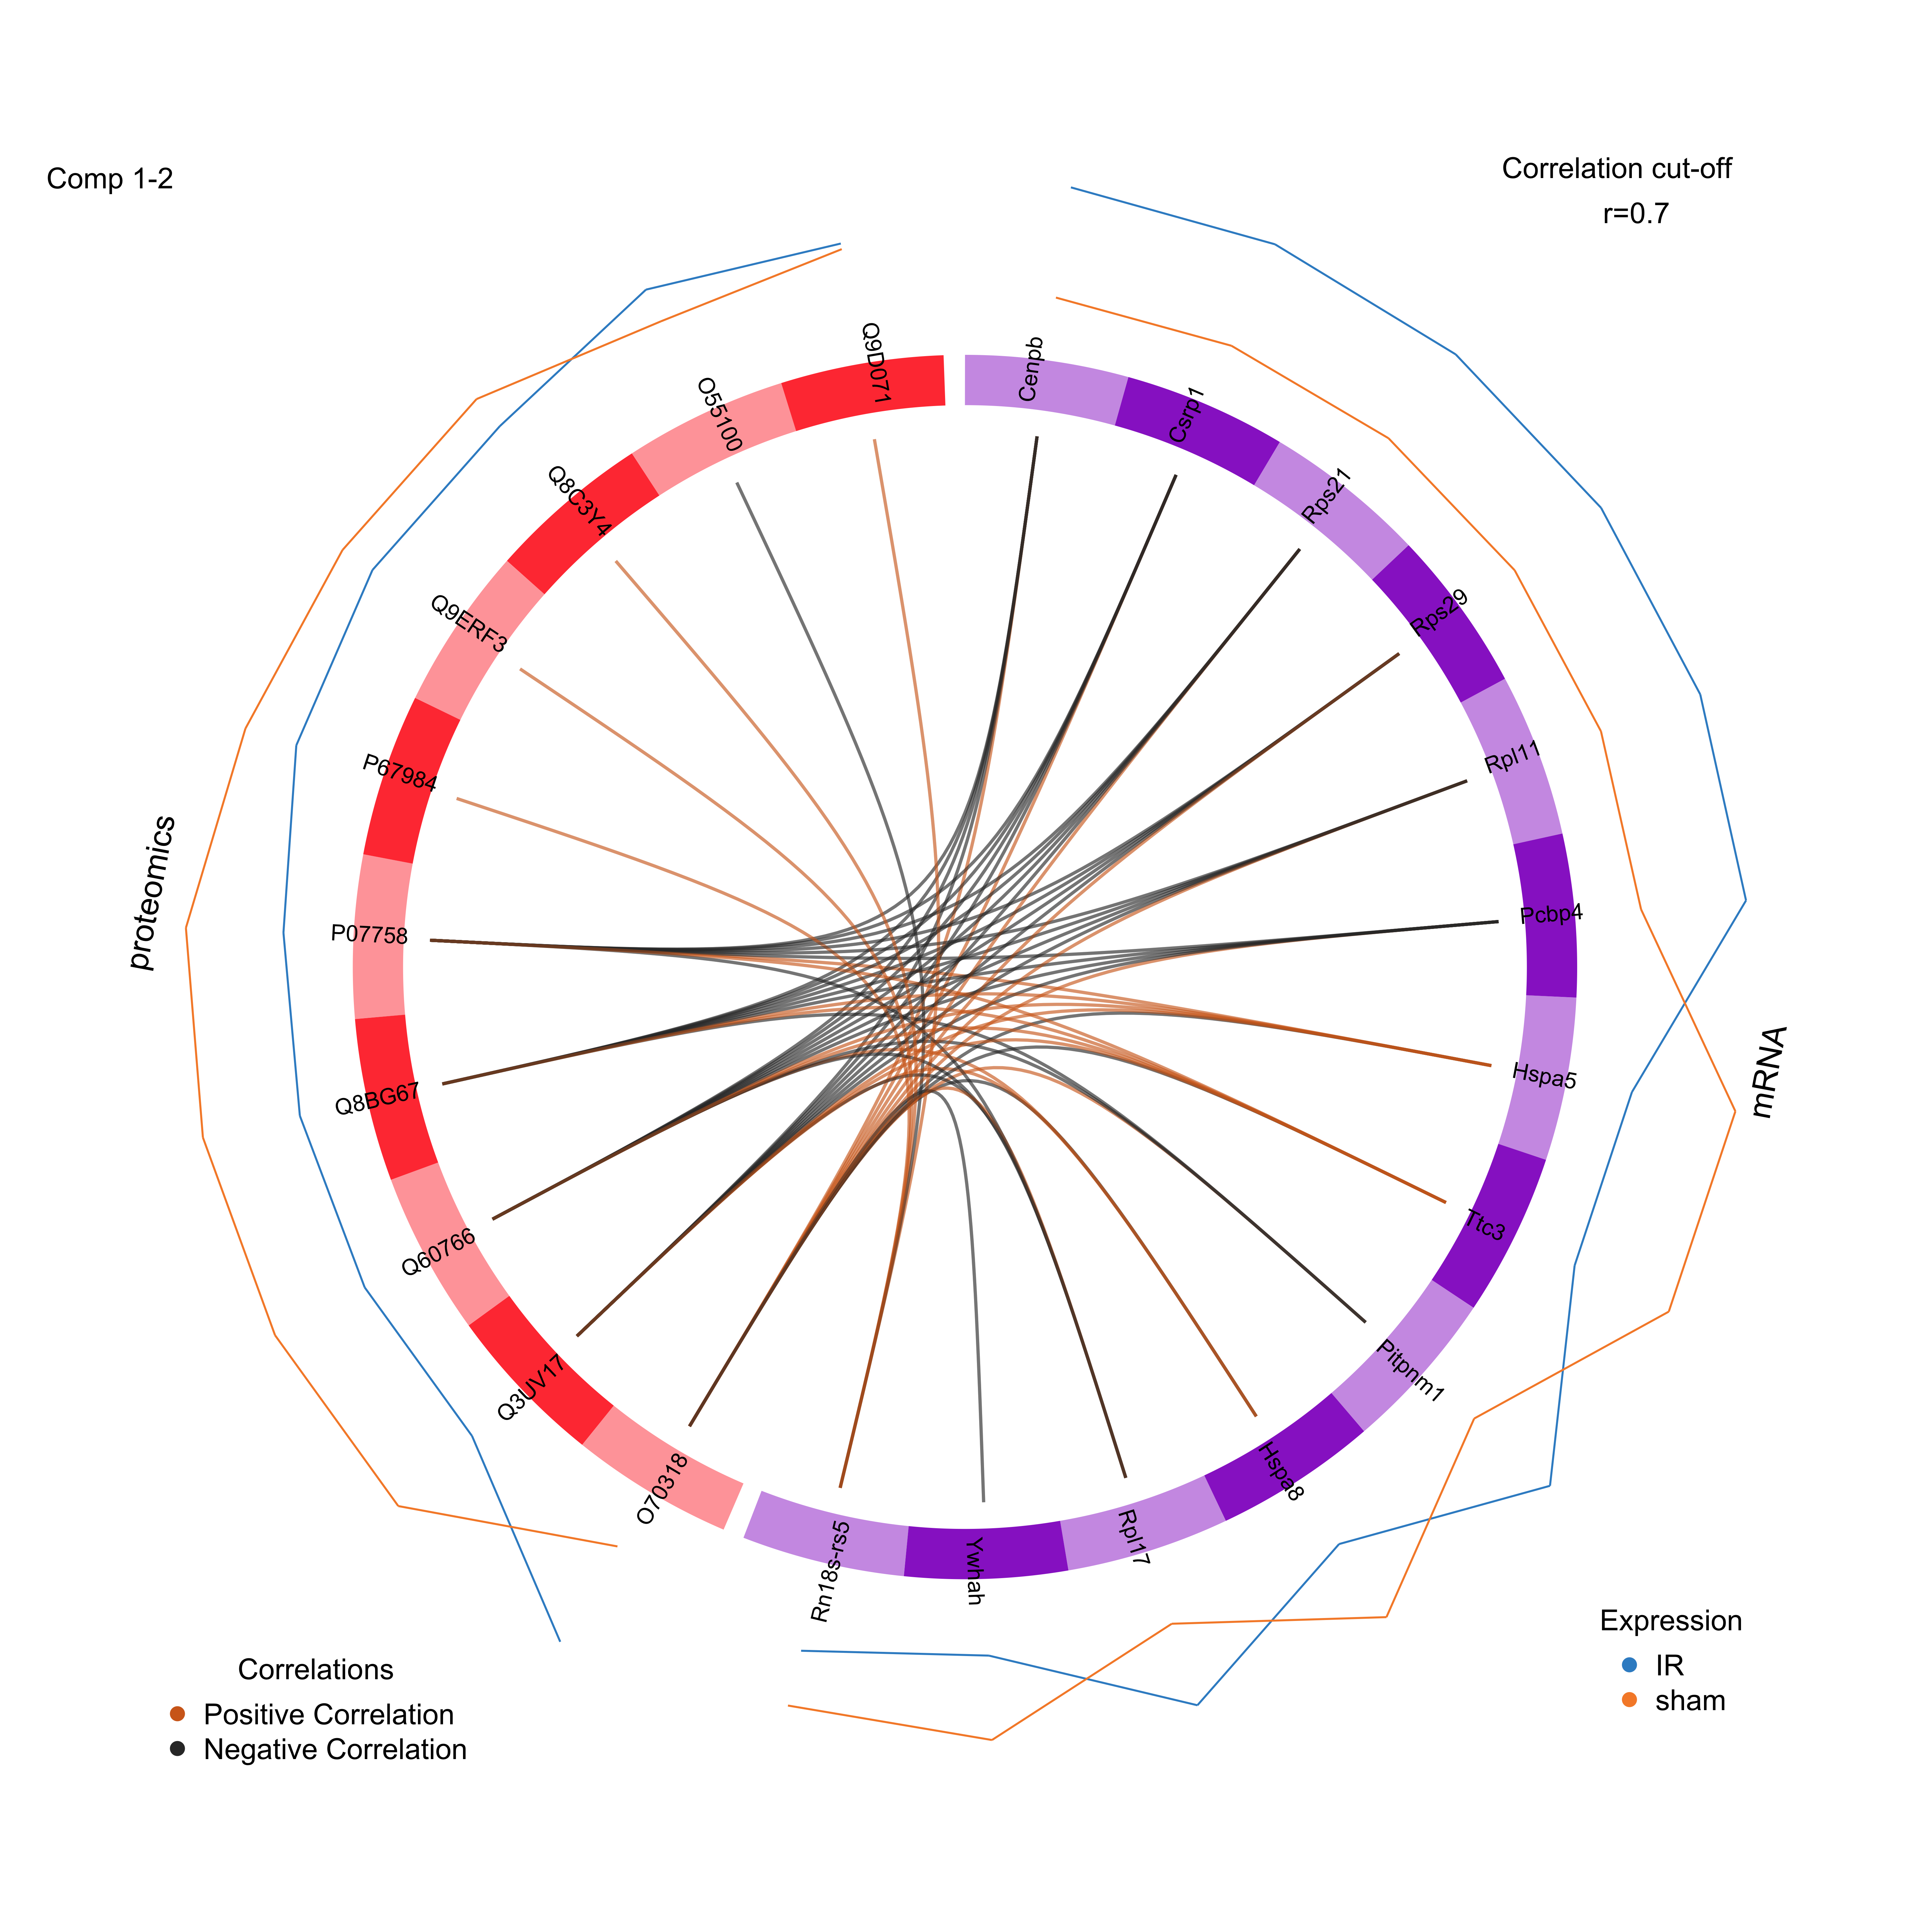 Comp 1-2
Correlation cut-off
r=0.7
Q9D071
O55100
Q8C3Y4
Q9ERF3
P67984
P07758
Q8BG67
Q60766
Q3UV17
O70318
Cenpb
Csrp1
Rps21
Rps29
Rpl11
Pcbp4
Hspa5
Ttc3
Pitpnm1
Hspa8
Rpl17
Ywhah
Rn18s-rs5
proteomics
mRNA
Correlations
Positive Correlation
Negative Correlation
Expression
IR
sham